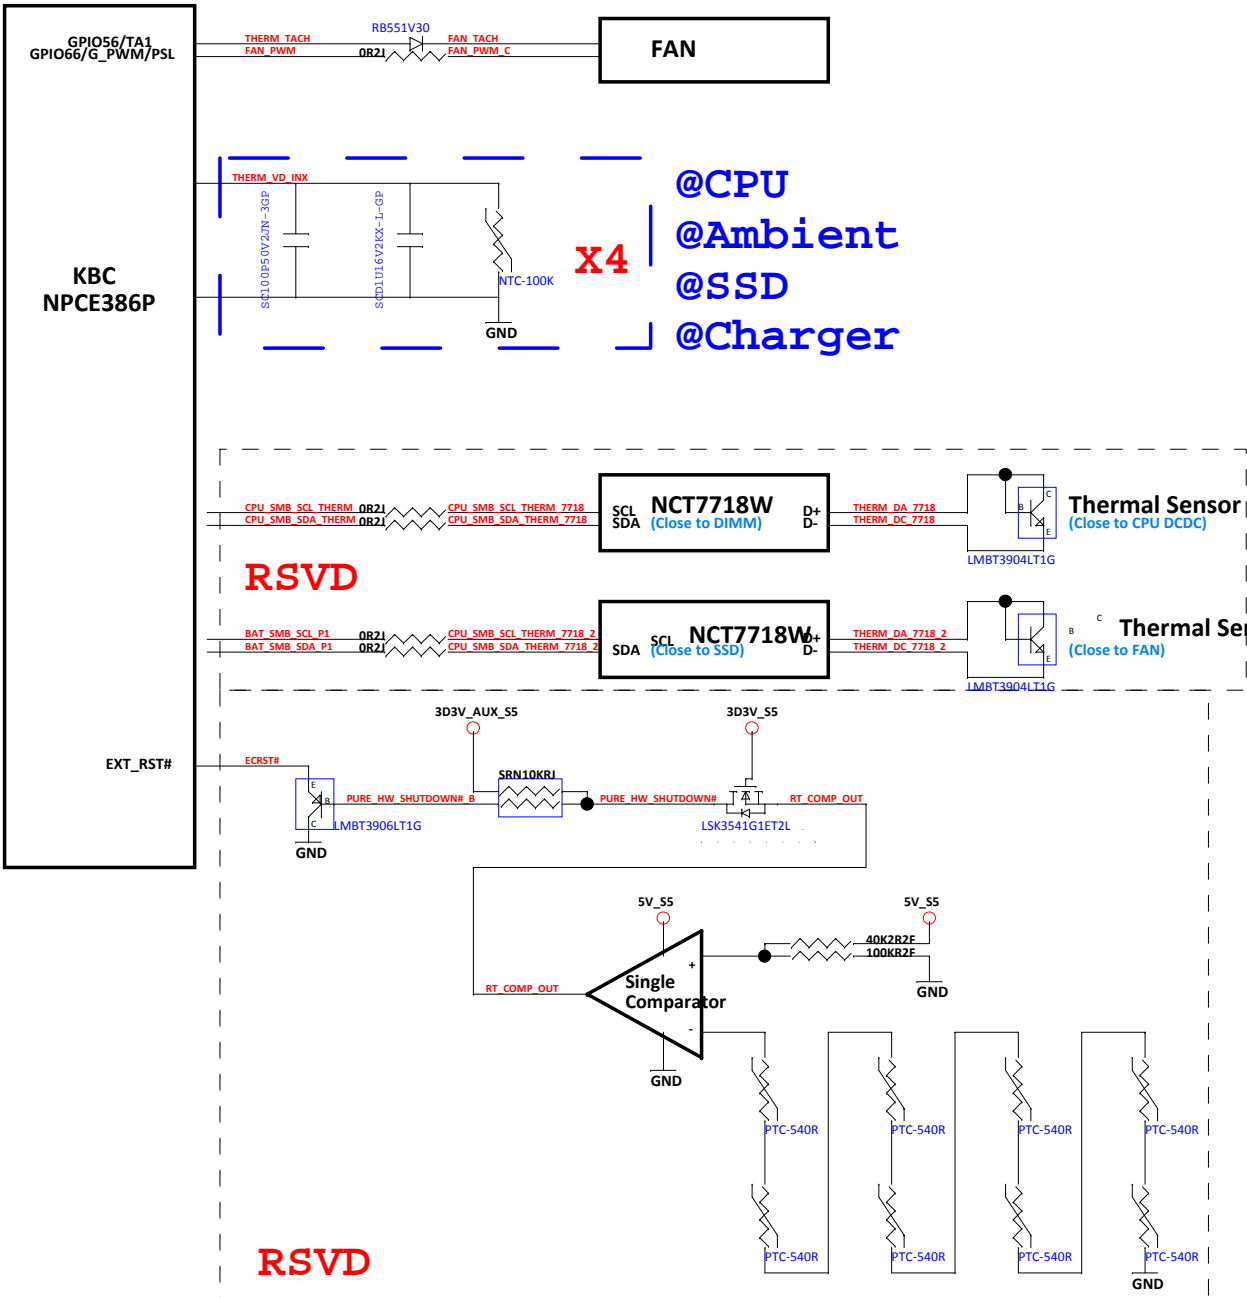 RB551V30
GPIO56/TA1
THERM_TACH
FAN_TACH
GPIO66/G_PWM/PSL
FAN_PWM
0R2J
FAN_PWM_C
FAN
THERM_VD_INX
SC100P50V2JN-3GP
SCD1U16V2KX-L-GP
NTC-100K
X4
GND
@CPU
@Ambient
@SSD
@Charger
KBC
NPCE386P
CPU_SMB_SCL_THERM
0R2J
CPU_SMB_SCL_THERM_7718
CPU_SMB_SDA_THERM
0R2J
CPU_SMB_SDA_THERM_7718
SCL
SDA
NCT7718W
(Close to DIMM)
D+
D-
THERM_DA_7718
THERM_DC_7718
C
B
E
LMBT3904LT1G
Thermal Sensor
(Close to CPU DCDC)
RSVD
BAT_SMB_SCL_P1
0R2J
CPU_SMB_SCL_THERM_7718_2
BAT_SMB_SDA_P1
0R2J
CPU_SMB_SDA_THERM_7718_2
SCL
SDA
NCT7718W
(Close to SSD)
D+
D-
THERM_DA_7718_2
THERM_DC_7718_2
C
B
E
LMBT3904LT1G
Thermal Ser
(Close to FAN)
3D3V_AUX_S5
3D3V_S5
EXT_RST#
ECRST#
E
B
C
LMBT3906LT1G
GND
PURE_HW_SHUTDOWN#_B
SRN10KRJ
PURE_HW_SHUTDOWN#
LSK3541G1ET2L
RT_COMP_OUT
5V_S5
5V_S5
40K2R2F
100KR2F
GND
+
-
Single
Comparator
RT_COMP_OUT
GND
PTC-540R
PTC-540R
PTC-540R
PTC-540R
PTC-540R
PTC-540R
PTC-540R
PTC-540R
GND
RSVD